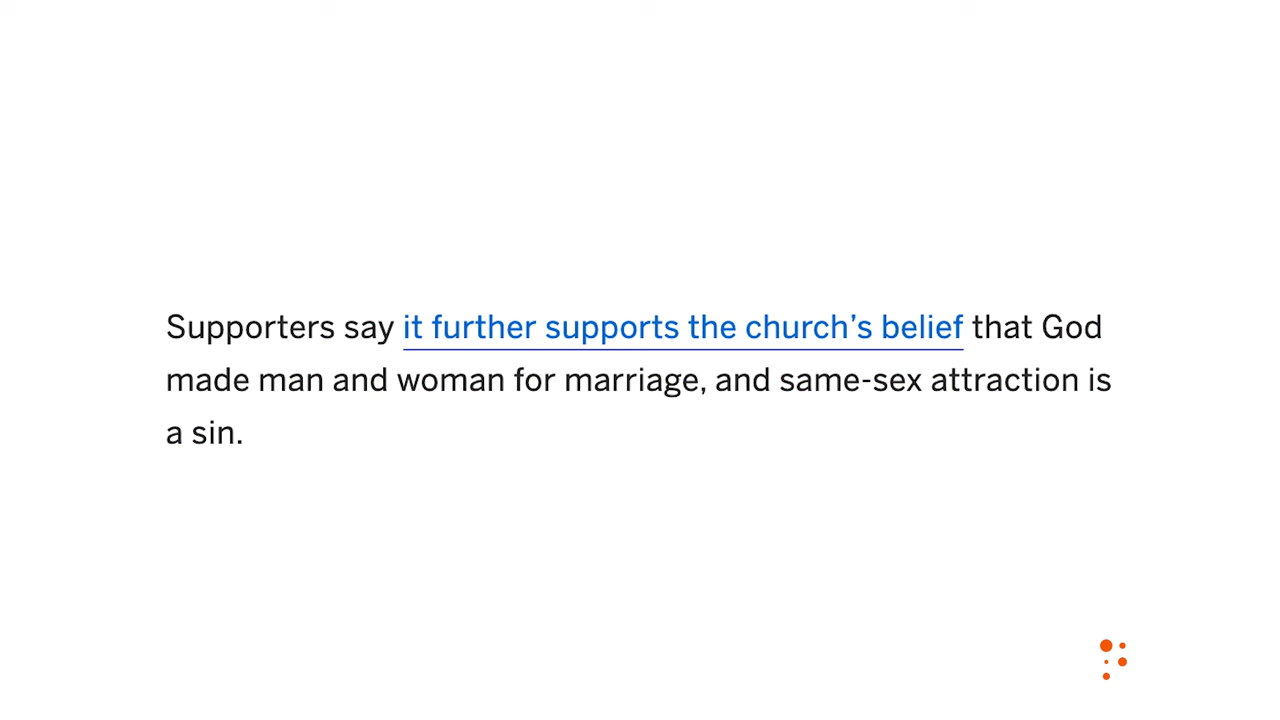 Supporters say it further supports the church’s belief that God
made man and woman for marriage, and same-sex attraction is
a sin.